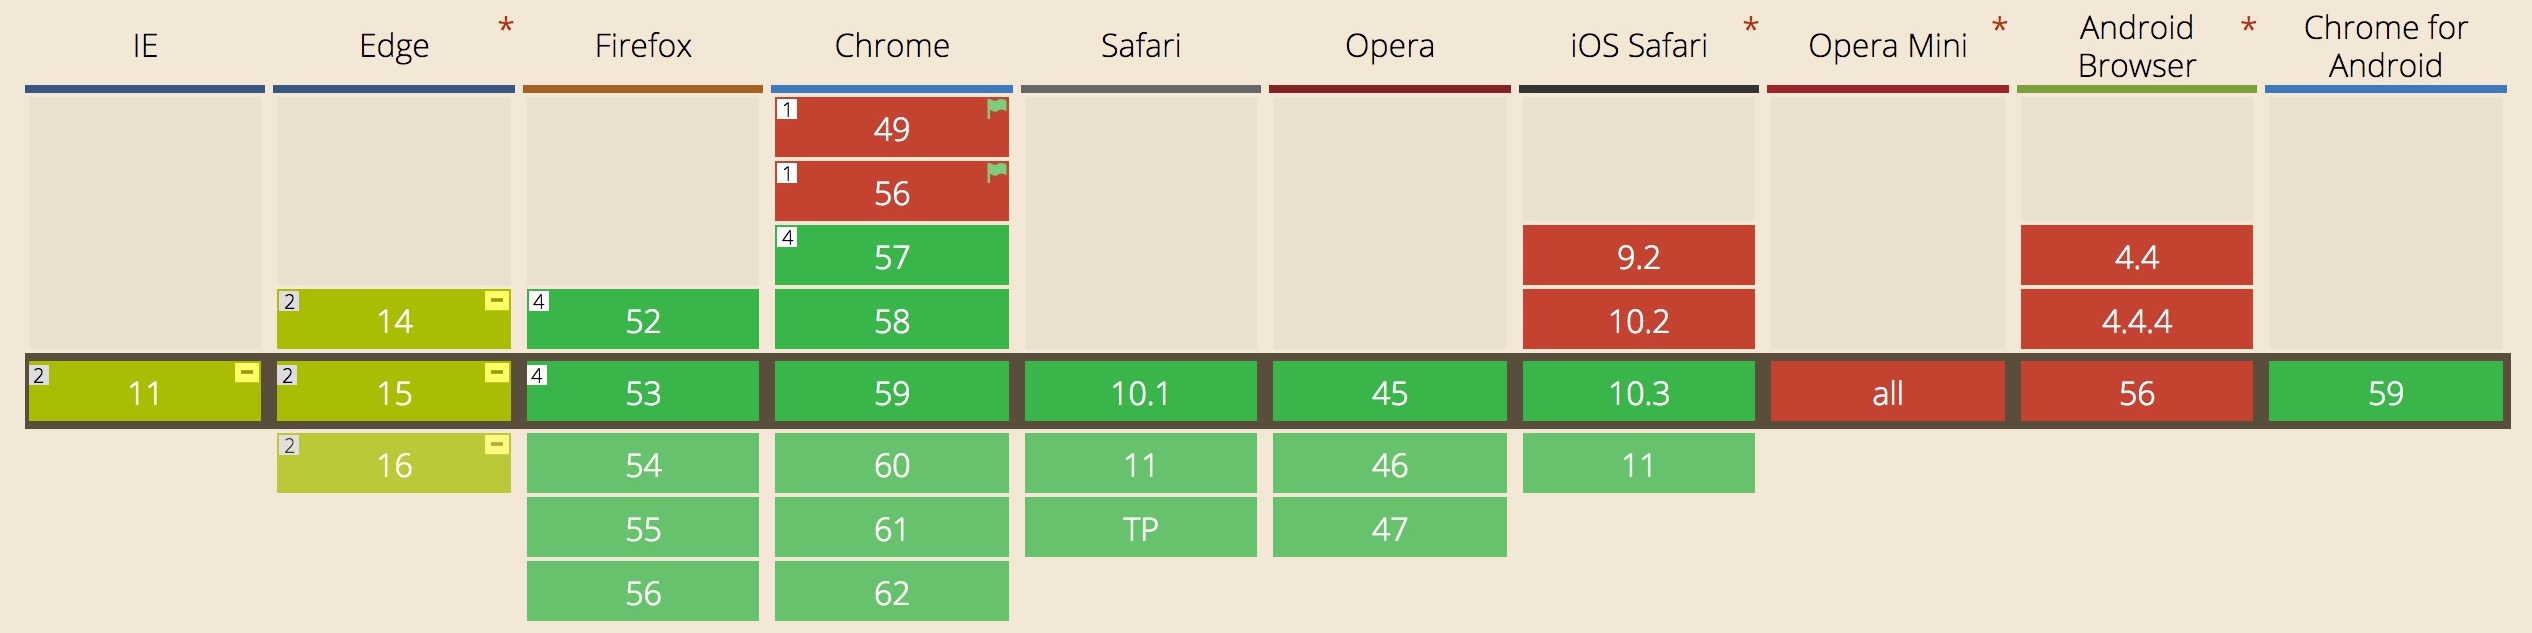 IE Edge * Firefox Chrome Safari Opera iOS Safari * Opera Mini * Android Browser * Chrome for Android
1 49
1 56
4 57 9.2 4.4
2 14 4 52 58 10.2 4.4.4
2 11 2 15 4 53 59 10.1 45 10.3 all 56 59
2 16 54 60 11 46 11
55 61 TP 47
56 62